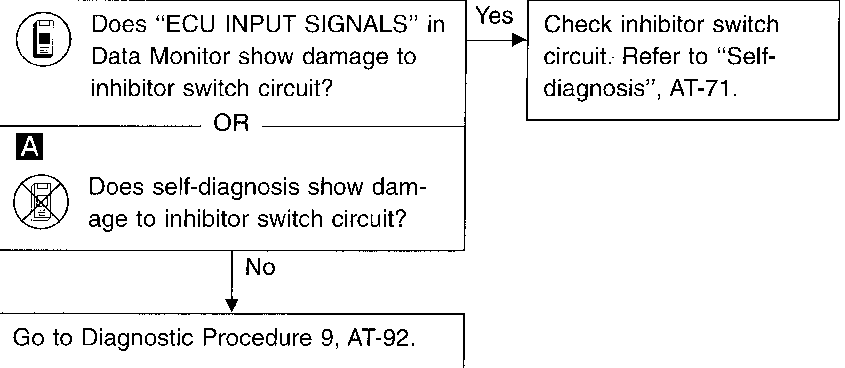 Does “ECU INPUT SIGNALS” in
Data Monitor show damage to
inhibitor switch circuit?
Yes
Check inhibitor switch
circuit. Refer to “Self-
diagnosis”, AT-71.
OR
A
Does self-diagnosis show dam-
age to inhibitor switch circuit?
No
Go to Diagnostic Procedure 9, AT-92.